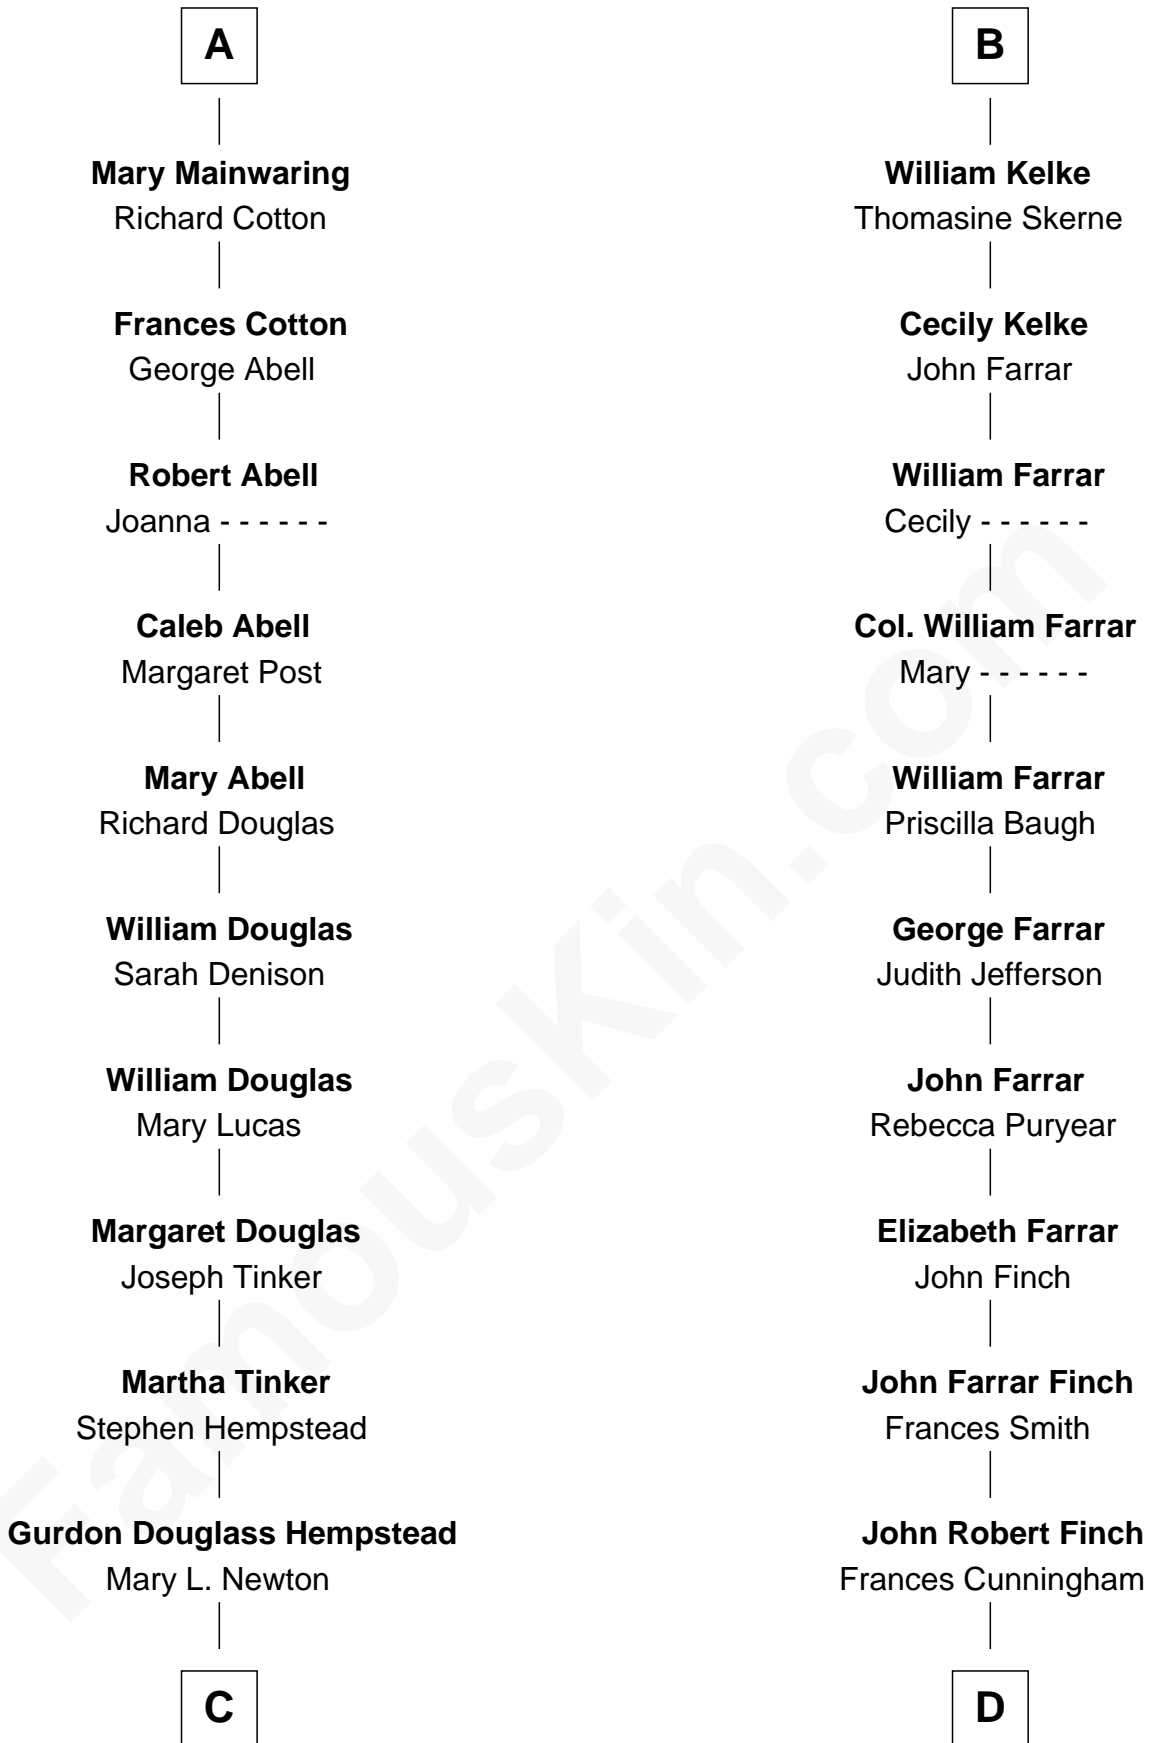 A
Mary Mainwaring
Richard Cotton
Frances Cotton
George Abell
Robert Abell
Joanna - - - - - -
Caleb Abell
Margaret Post
Mary Abell
Richard Douglas
William Douglas
Sarah Denison
William Douglas
Mary Lucas
Margaret Douglas
Joseph Tinker
Martha Tinker
Stephen Hempstead
Gurdon Douglass Hempstead
Mary L. Newton
C
B
William Kelke
Thomasine Skerne
Cecily Kelke
John Farrar
William Farrar
Cecily - - - - - -
Col. William Farrar
Mary - - - - - -
William Farrar
Priscilla Baugh
George Farrar
Judith Jefferson
John Farrar
Rebecca Puryear
Elizabeth Farrar
John Finch
John Farrar Finch
Frances Smith
John Robert Finch
Frances Cunningham
D
FamousKin.com